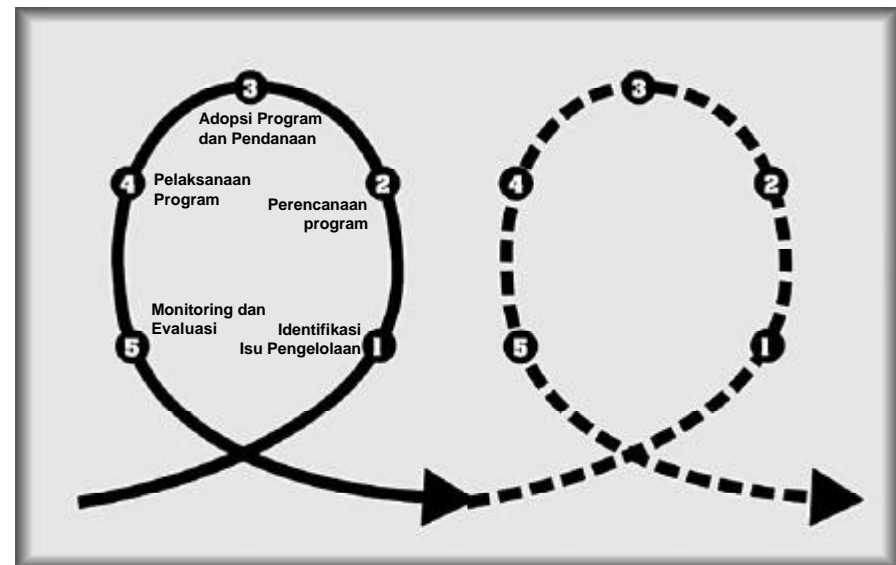 3
Adopsi Program
dan Pendanaan
4
Pelaksanaan
Program
2
Perencanaan
program
Monitoring dan
Evaluasi
5
Identifikasi
Isu Pengelolaan
1
3
4
2
5
1